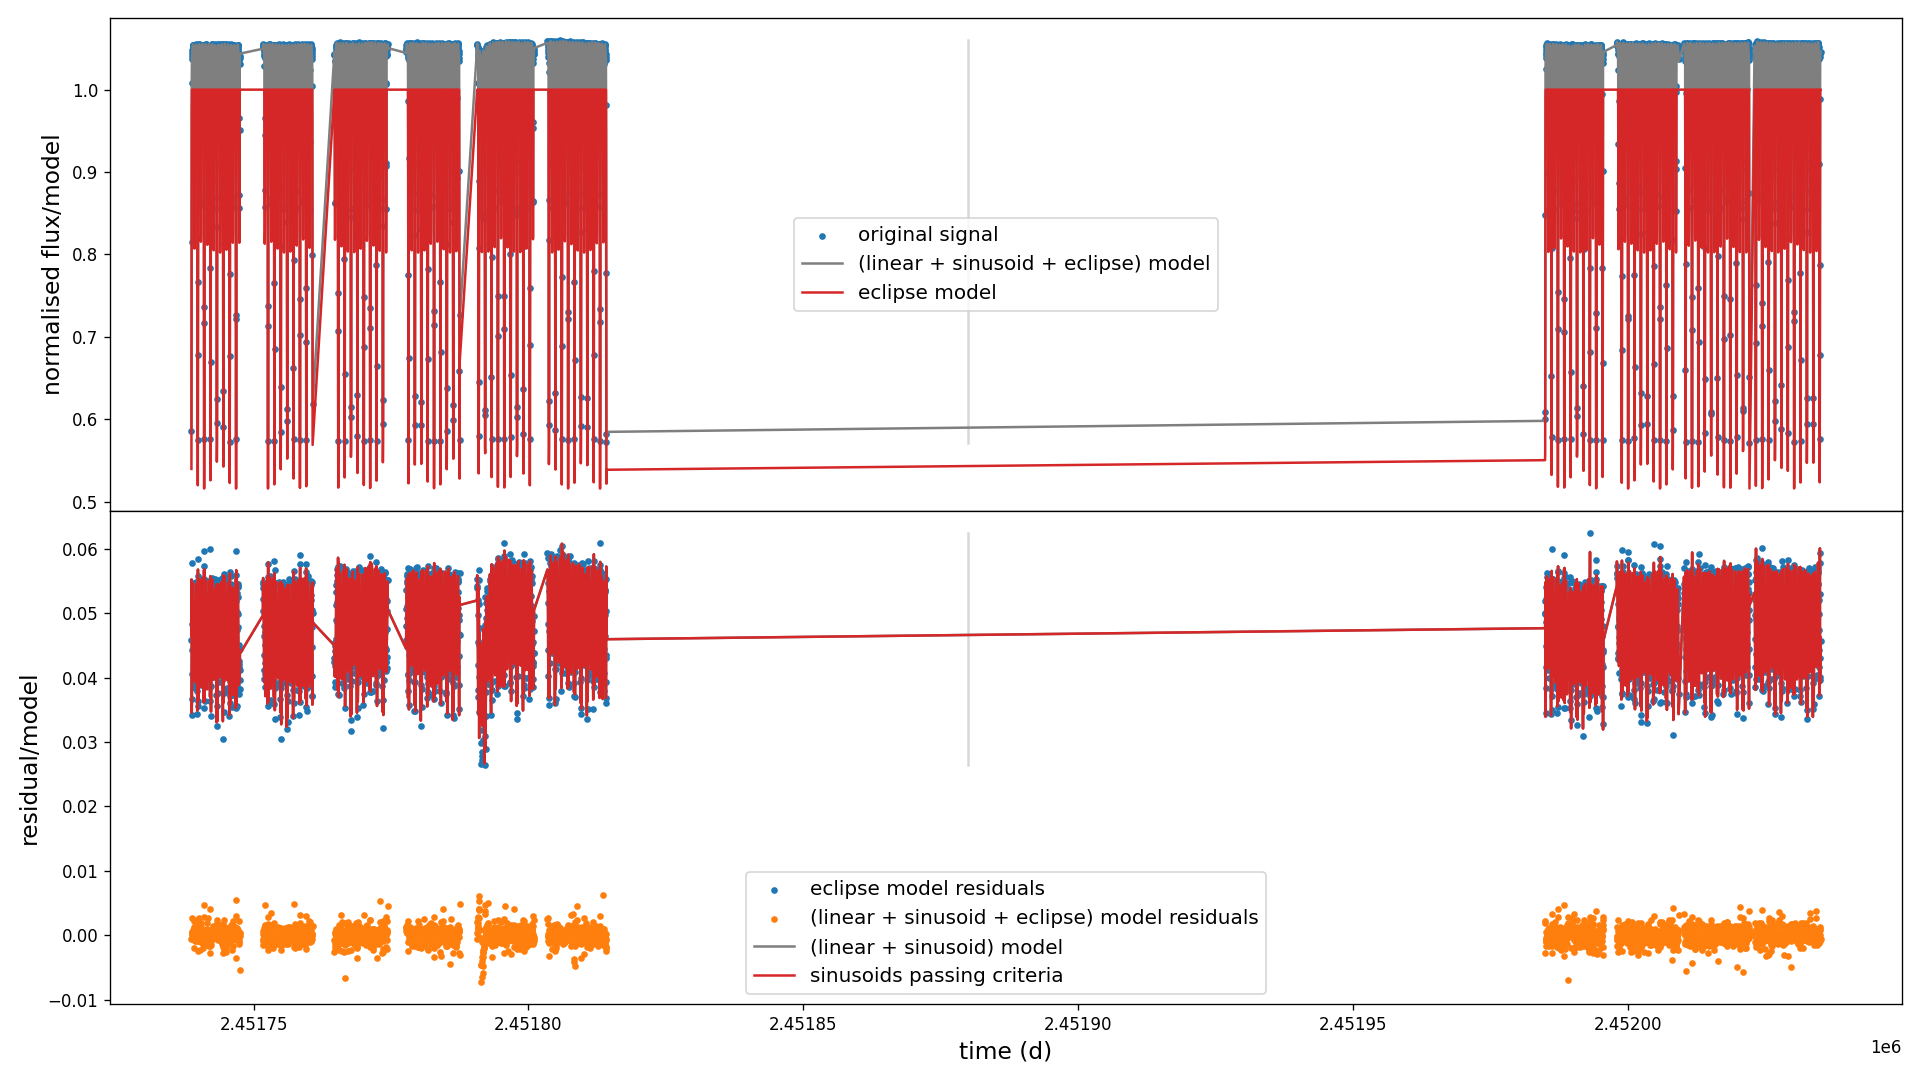 normalised flux/model
1.0
0.9
0.8
0.7
0.6
0.5
original signal
(linear + sinusoid + eclipse) model
eclipse model
residual/model
0.06
0.05
0.04
0.03
0.02
0.01
0.00
−0.01
eclipse model residuals
(linear + sinusoid + eclipse) model residuals
(linear + sinusoid) model
sinusoids passing criteria
2.45175 2.45180 2.45185 2.45190 2.45195 2.45200
1e6
time (d)